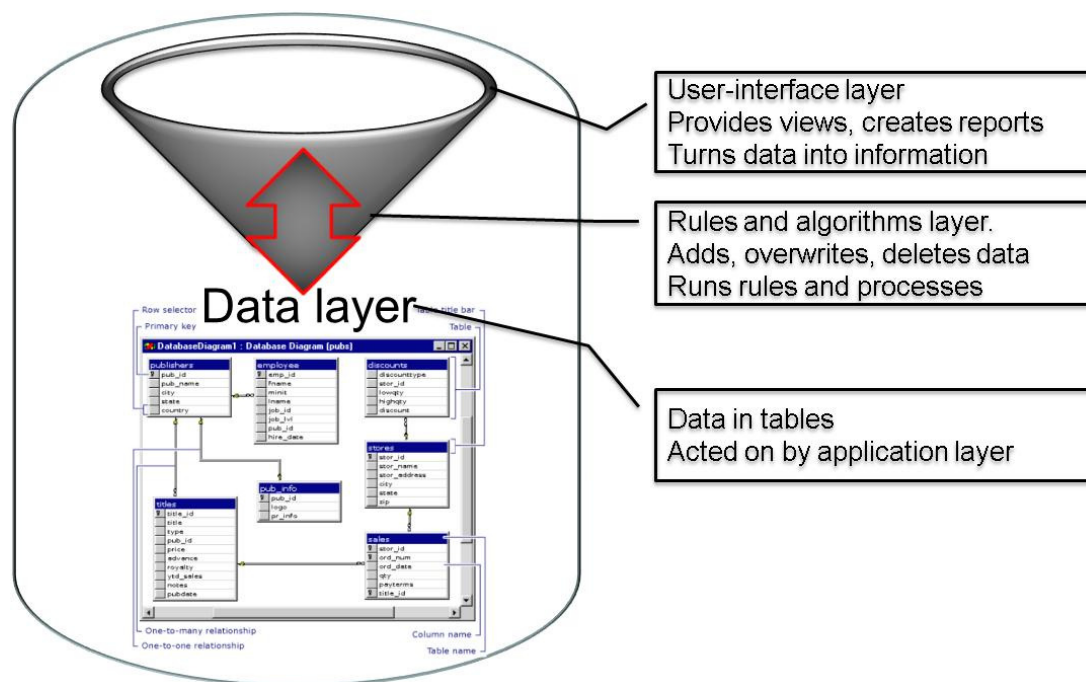 User-interface layer
Provides views, creates reports
Turns data into information
Rules and algorithms layer.
Adds, overwrites, deletes data
Runs rules and processes
Data layer
Row selector
title bar
Primary key
Table
DatabaseDiagram1 : Database Diagram (pubs)
publishers
pub_id
pub_name
city
state
country
employee
emp_id
fname
minit
lname
job_id
job_lvl
pub_id
hire_date
discounts
discounttype
stor_id
lowqty
highqty
discount
Data in tables
Acted on by application layer
stores
stor_id
stor_name
stor_address
city
state
zip
pub_info
pub_id
logo
pr_info
titles
title_id
title
type
pub_id
price
advance
royalty
ytd_sales
notes
pubdate
sales
stor_id
ord_num
ord_date
qty
payterms
title_id
One-to-many relationship
One-to-one relationship
Column name
Table name